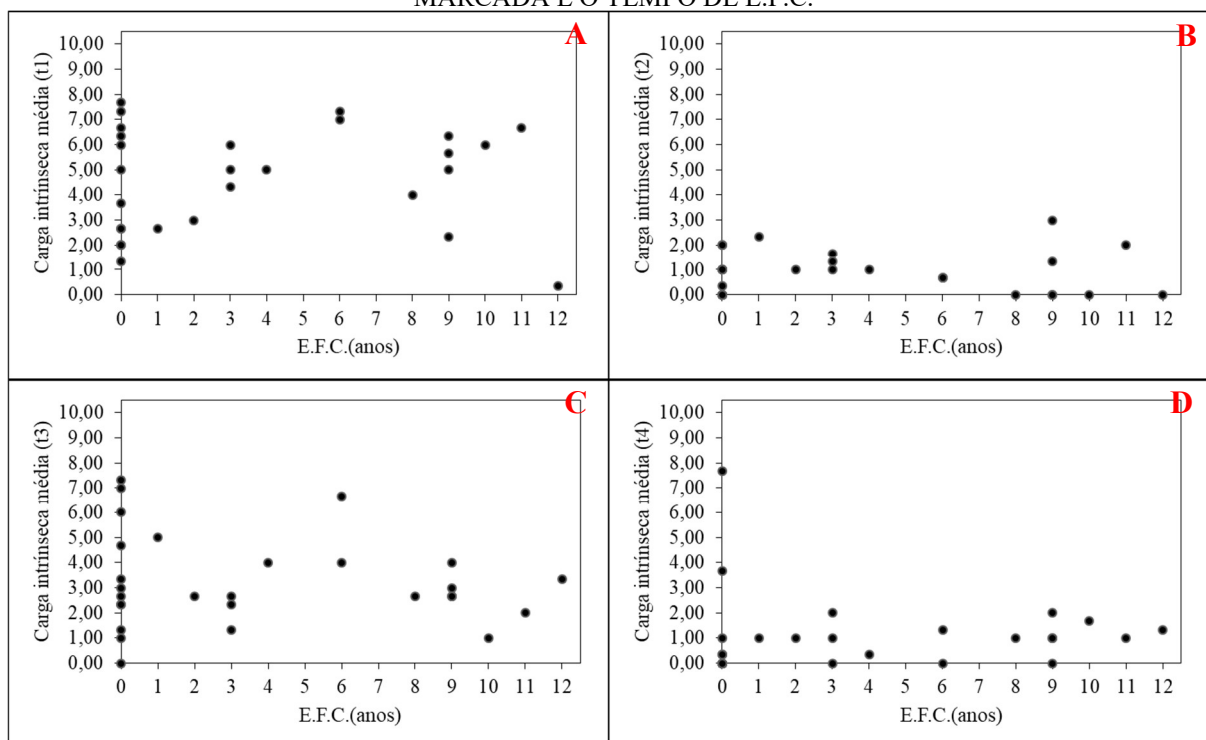 MARCADA E O TEMPO DE E.F.C.
A
Carga intrínseca média (t1)
10,00
9,00
8,00
7,00
6,00
5,00
4,00
3,00
2,00
1,00
0,00
0 1 2 3 4 5 6 7 8 9 10 11 12
E.F.C.(anos)
B
Carga intrínseca média (t2)
10,00
9,00
8,00
7,00
6,00
5,00
4,00
3,00
2,00
1,00
0,00
0 1 2 3 4 5 6 7 8 9 10 11 12
E.F.C.(anos)
C
Carga intrínseca média (t3)
10,00
9,00
8,00
7,00
6,00
5,00
4,00
3,00
2,00
1,00
0,00
0 1 2 3 4 5 6 7 8 9 10 11 12
E.F.C.(anos)
D
Carga intrínseca média (t4)
10,00
9,00
8,00
7,00
6,00
5,00
4,00
3,00
2,00
1,00
0,00
0 1 2 3 4 5 6 7 8 9 10 11 12
E.F.C.(anos)